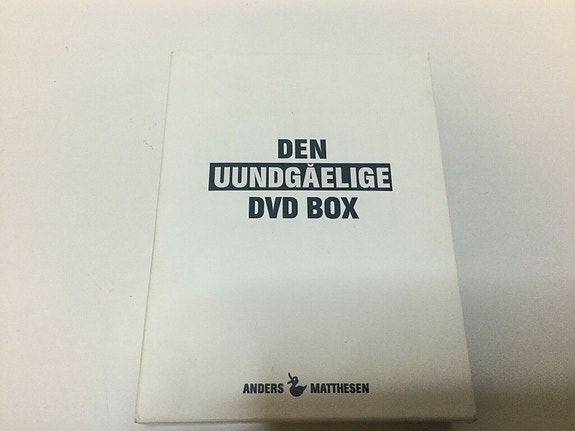 DEN
UUNDGÅELIGE
DVD BOX
ANDERS MATTHESEN